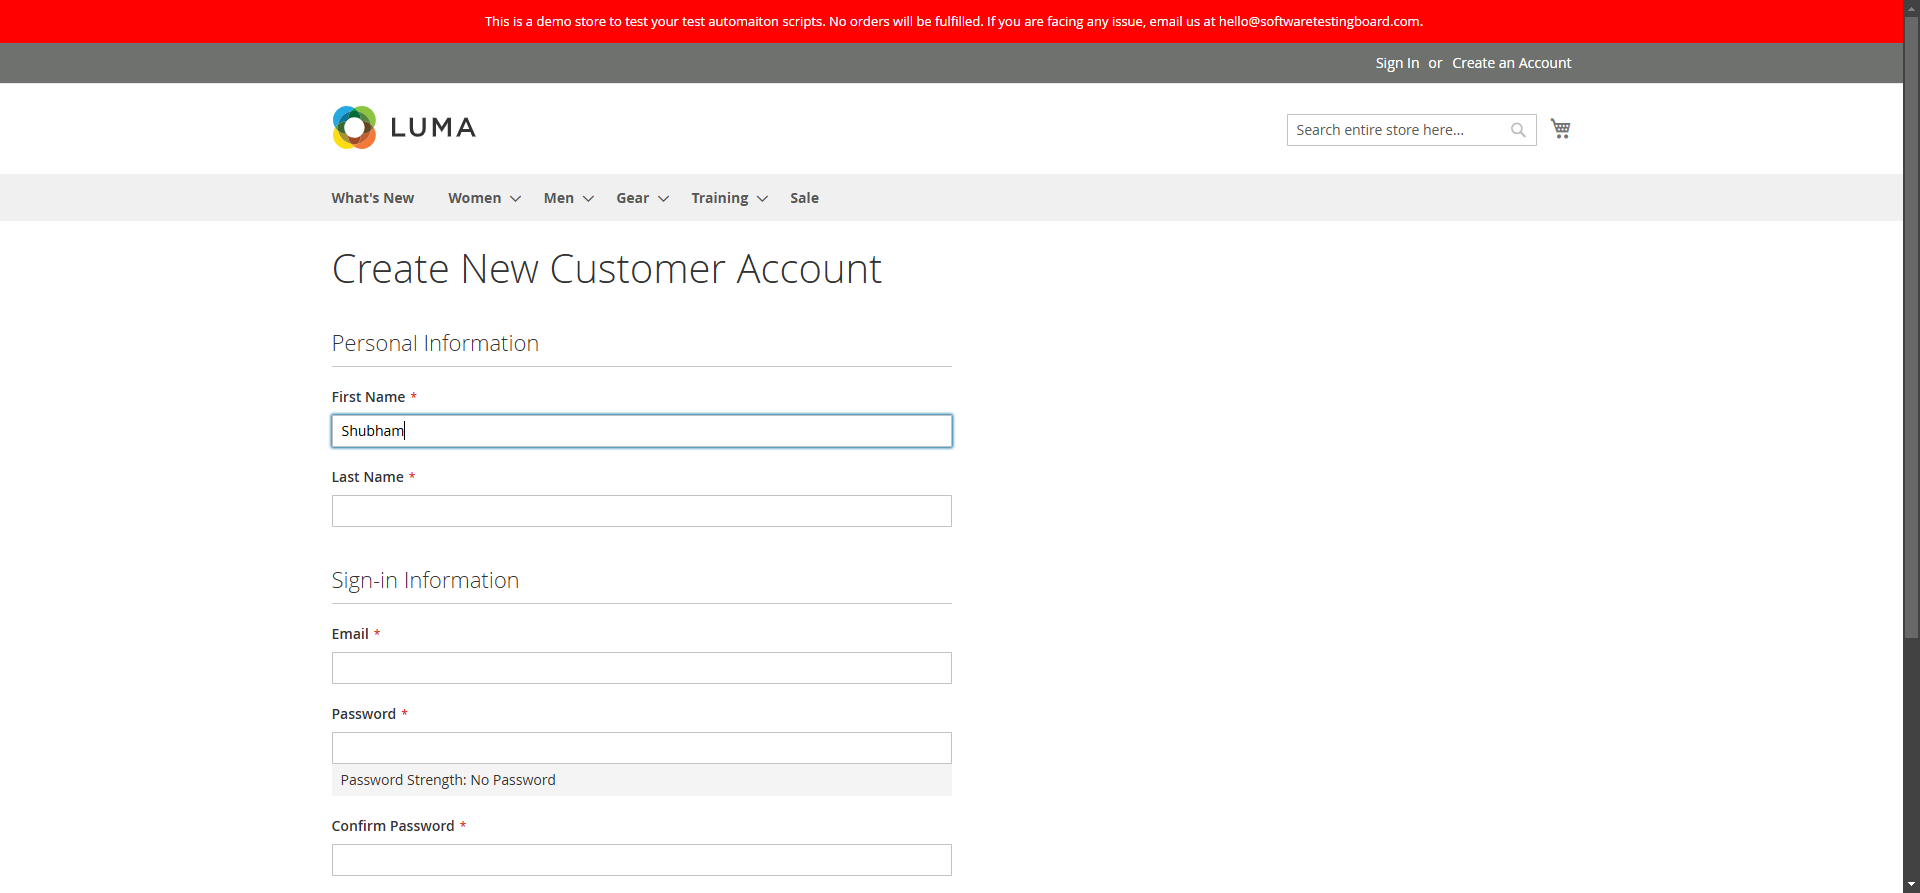 This is a demo store to test your test automaiton scripts. No orders will be fulfilled. If you are facing any issue, email us at hello@softwaretestingboard.com.
Sign In or Create an Account
LUMA
Search entire store here...
What's New Women Men Gear Training Sale
Create New Customer Account
Personal Information
First Name *
Shubham
Last Name *
Sign-in Information
Email *
Password *
Password Strength: No Password
Confirm Password *